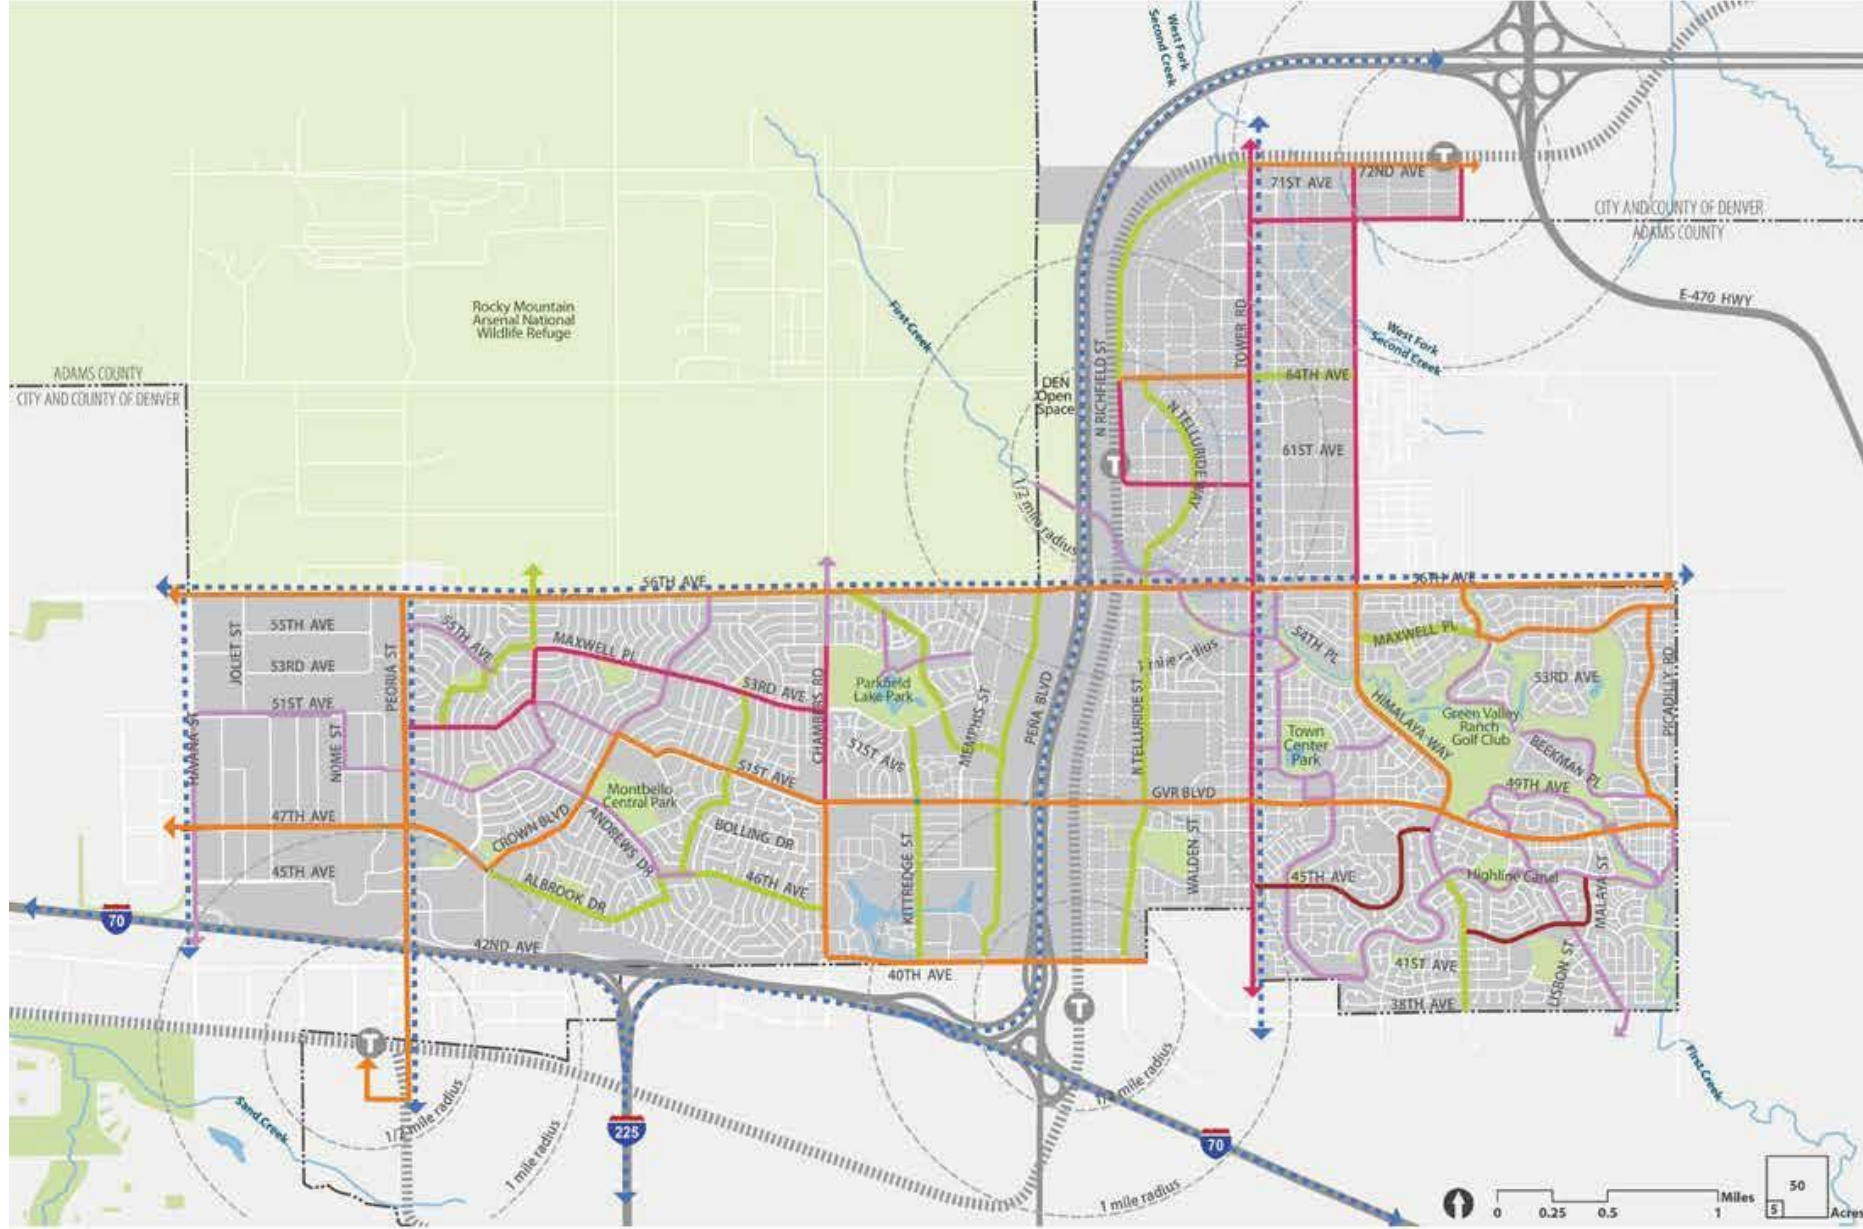 West Fork
Second Creek
72ND AVE
71ST AVE
CITY AND COUNTY OF DENVER
ADAMS COUNTY
E-470 HWY
Rocky Mountain
Arsenal National
Wildlife Refuge
First Creek
TOWER RD
West Fork
Second Creek
N RICHFIELD ST
ADAMS COUNTY
CITY AND COUNTY OF DENVER
DEN
Open
Space
64TH AVE
N TELLURIDE WAY
61ST AVE
T
T
1/2 mile radius
56TH AVE
56TH AVE
JOLIET ST
55TH AVE
53RD AVE
51ST AVE
PEORIA ST
55TH AVE
MAXWELL PL
53RD AVE
CHAMBERS RD
Parkfield
Lake Park
MEMPHIS ST
PEÑA BLVD
1 mile radius
54TH PL
MAXWELL PL
53RD AVE
PICADILLY RD
HAVANA ST
NOME ST
51ST AVE
51ST AVE
N TELLURIDE ST
Town
Center
Park
HIMALAYA WAY
Green Valley
Ranch
Golf Club
BEEKMAN PL
49TH AVE
Montbello
Central Park
GVR BLVD
47TH AVE
CROWN BLVD
ANDREWS DR
BOLLING DR
45TH AVE
ALBROOK DR
46TH AVE
KITTREDGE ST
WALDEN ST
45TH AVE
Highline Canal
MALAYA ST
70
42ND AVE
40TH AVE
41ST AVE
LISBON ST
38TH AVE
T
T
1/2 mile radius
1 mile radius
Sand Creek
225
1/2 mile radius
1 mile radius
70
First Creek
0 0.25 0.5 1 Miles
50
5 Acres